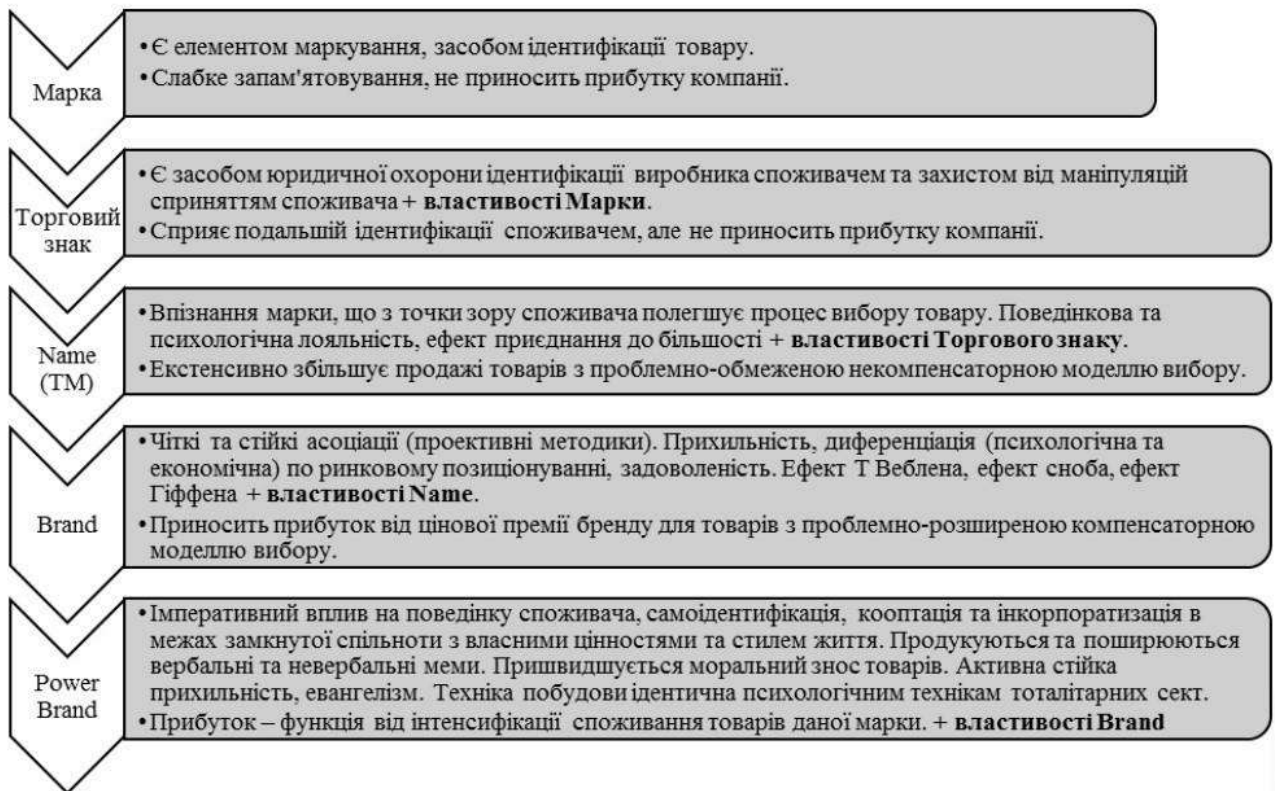 Марка
•Є елементом маркування, засобом ідентифікації товару.
•Слабке запам'ятовування, не приносить прибутку компанії.
Торговий
знак
•Є засобом юридичної охорони ідентифікації виробника споживачем та захистом від маніпуляцій
сприняттям споживача + властивості Марки.
•Сприяє подальшій ідентифікації споживачем, але не приносить прибутку компанії.
Name
(ТМ)
•Впізнання марки, що з точки зору споживача полегшує процес вибору товару. Поведінкова та
психологічна лояльність, ефект приєднання до більшості + властивості Торгового знаку.
•Екстенсивно збільшує продажі товарів з проблемно-обмеженою некомпенсаторною моделлю вибору.
Brand
•Чіткі та стійкі асоціації (проективні методики). Прихильність, диференціація (психологічна та
економічна) по ринковому позиціонуванні, задоволеність. Ефект Т Веблена, ефект сноба, ефект
Гіффена + властивості Name.
•Приносить прибуток від цінової премії бренду для товарів з проблемно-розширеною компенсаторною
моделлю вибору.
Power
Brand
•Імперативний вплив на поведінку споживача, самоідентифікація, кооптація та інкорпоратизація в
межах замкнутої спільноти з власними цінностями та стилем життя. Продукуються та поширюються
вербальні та невербальні меми. Пришвидшується моральний знос товарів. Активна стійка
прихильність, евангелізм. Техніка побудови ідентична психологічним технікам тоталітарних сект.
•Прибуток – функція від інтенсифікації споживання товарів даної марки. + властивості Brand